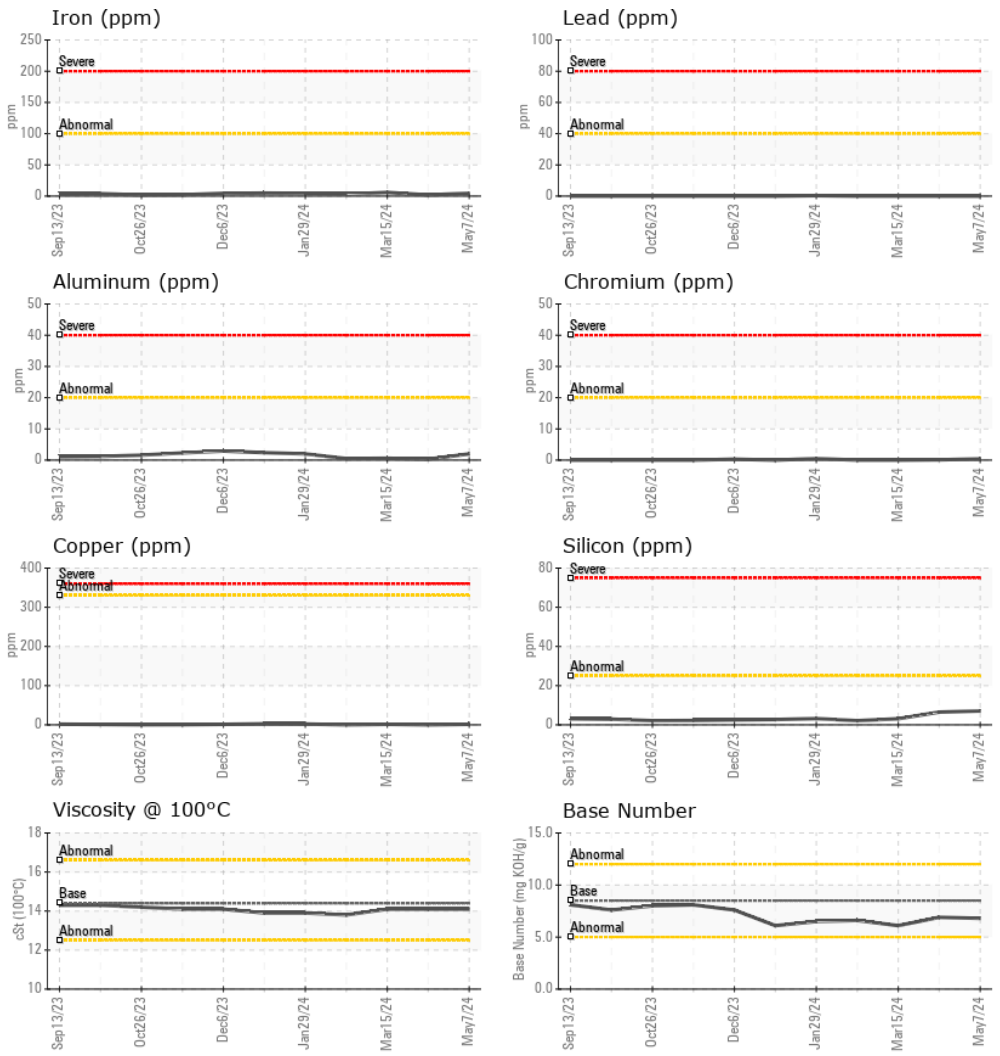 Iron (ppm)
250
200
150
100
50
0
ppm
Severe
Abnormal
Sep13/23
Oct26/23
Dec6/23
Jan29/24
Mar15/24
May7/24
Lead (ppm)
100
80
60
40
20
0
ppm
Severe
Abnormal
Sep13/23
Oct26/23
Dec6/23
Jan29/24
Mar15/24
May7/24
Aluminum (ppm)
50
40
30
20
10
0
ppm
Severe
Abnormal
Sep13/23
Oct26/23
Dec6/23
Jan29/24
Mar15/24
May7/24
Chromium (ppm)
50
40
30
20
10
0
ppm
Severe
Abnormal
Sep13/23
Oct26/23
Dec6/23
Jan29/24
Mar15/24
May7/24
Copper (ppm)
400
300
200
100
0
ppm
Severe
Abnormal
Sep13/23
Oct26/23
Dec6/23
Jan29/24
Mar15/24
May7/24
Silicon (ppm)
80
60
40
20
0
ppm
Severe
Abnormal
Sep13/23
Oct26/23
Dec6/23
Jan29/24
Mar15/24
May7/24
Viscosity @ 100°C
18
16
14
12
10
cSt (100°C)
Abnormal
Base
Abnormal
Sep13/23
Oct26/23
Dec6/23
Jan29/24
Mar15/24
May7/24
Base Number
15.0
10.0
5.0
0.0
Base Number (mg KOH/g)
Abnormal
Base
Abnormal
Sep13/23
Oct26/23
Dec6/23
Jan29/24
Mar15/24
May7/24